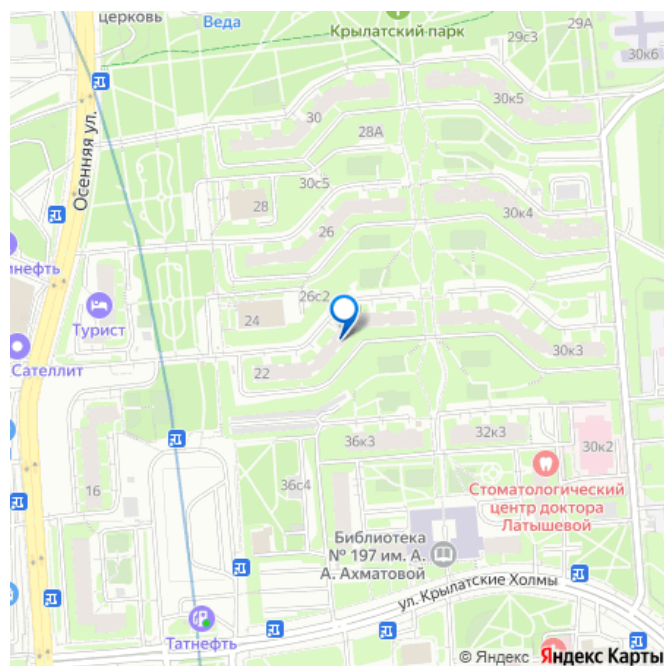 церковь
Веда
Крылатский парк
29с3
29А
30к6
Осенняя ул.
30
30к5
28А
30с5
28
26
30к4
инефть
Турист
26с2
24
Сателлит
22
30к3
16
36к3
32к3
30к2
36с4
Стоматологический
центр доктора
Латышевой
Библиотека
№ 197 им. А.
А. Ахматовой
ул. Крылатские Холмы
Татнефть
© Яндекс Яндекс Карты